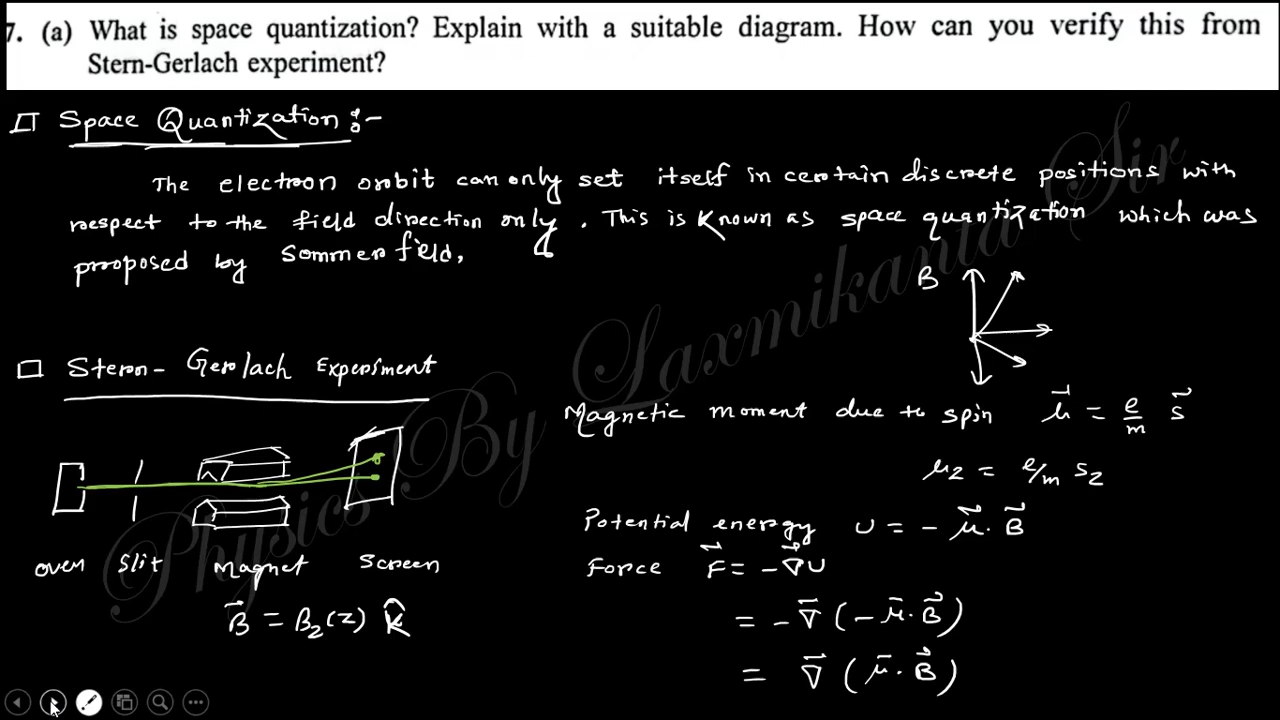 7. (a) What is space quantization? Explain with a suitable diagram. How can you verify this from
Stern-Gerlach experiment?
Space Quantization :-
The electron orbit can only set itself in certain discrete positions with
respect to the field direction only. This is known as space quantization which was
proposed by Sommerfield,
B
Stern-Gerlach Experiment
Magnetic moment due to spin μ⃗ = e/m s⃗
μz = e/m sz
Potential energy U = - μ⃗ . B⃗
oven slit Magnet screen
Force F⃗ = - ∇⃗U
B⃗ = Bz(z) k̂
= - ∇⃗ (- μ⃗ . B⃗)
= ∇⃗ (μ⃗ . B⃗)
Physics By Laxmikanta Sir